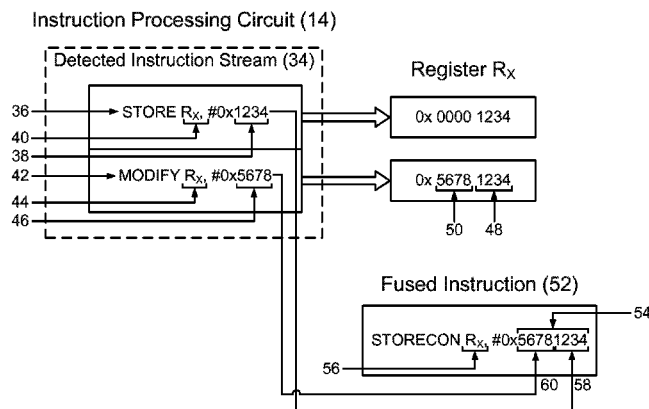 Instruction Processing Circuit (14)
Detected Instruction Stream (34)
Register RX
36
STORE RX, #0x1234
0x 0000 1234
40
38
42
MODIFY RX, #0x5678
0x 5678 1234
44
46
50
48
Fused Instruction (52)
54
STORECON RX, #0x56781234
56
60
58